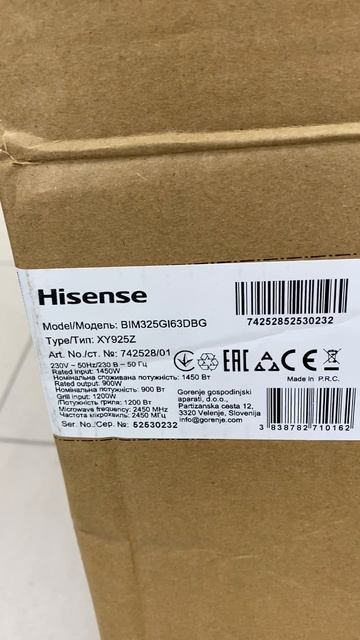 Hisense
Model/Модель: BIM325GI63DBG
74252852530232
Type/Тип: XY925Z
Art. No./ст. №: 742528/01
230V ~ 50Hz/230 В ~ 50 Гц
Rated input: 1450W
Номінальна споживана потужність: 1450 Вт
Rated output: 900W
Номінальна потужність: 900 Вт
Grill input: 1200W
Потужність гриля: 1200 Вт
Microwave frequency: 2450 MHz
Частота мікрохвиль: 2450 МГц
Ser. No./Сер. №: 52530232
EAC
CE
Made in P.R.C.
Gorenje gospodinjski
aparati, d.o.o.,
Partizanska cesta 12,
3320 Velenje, Slovenija
info@gorenje.com
3 838782 710162